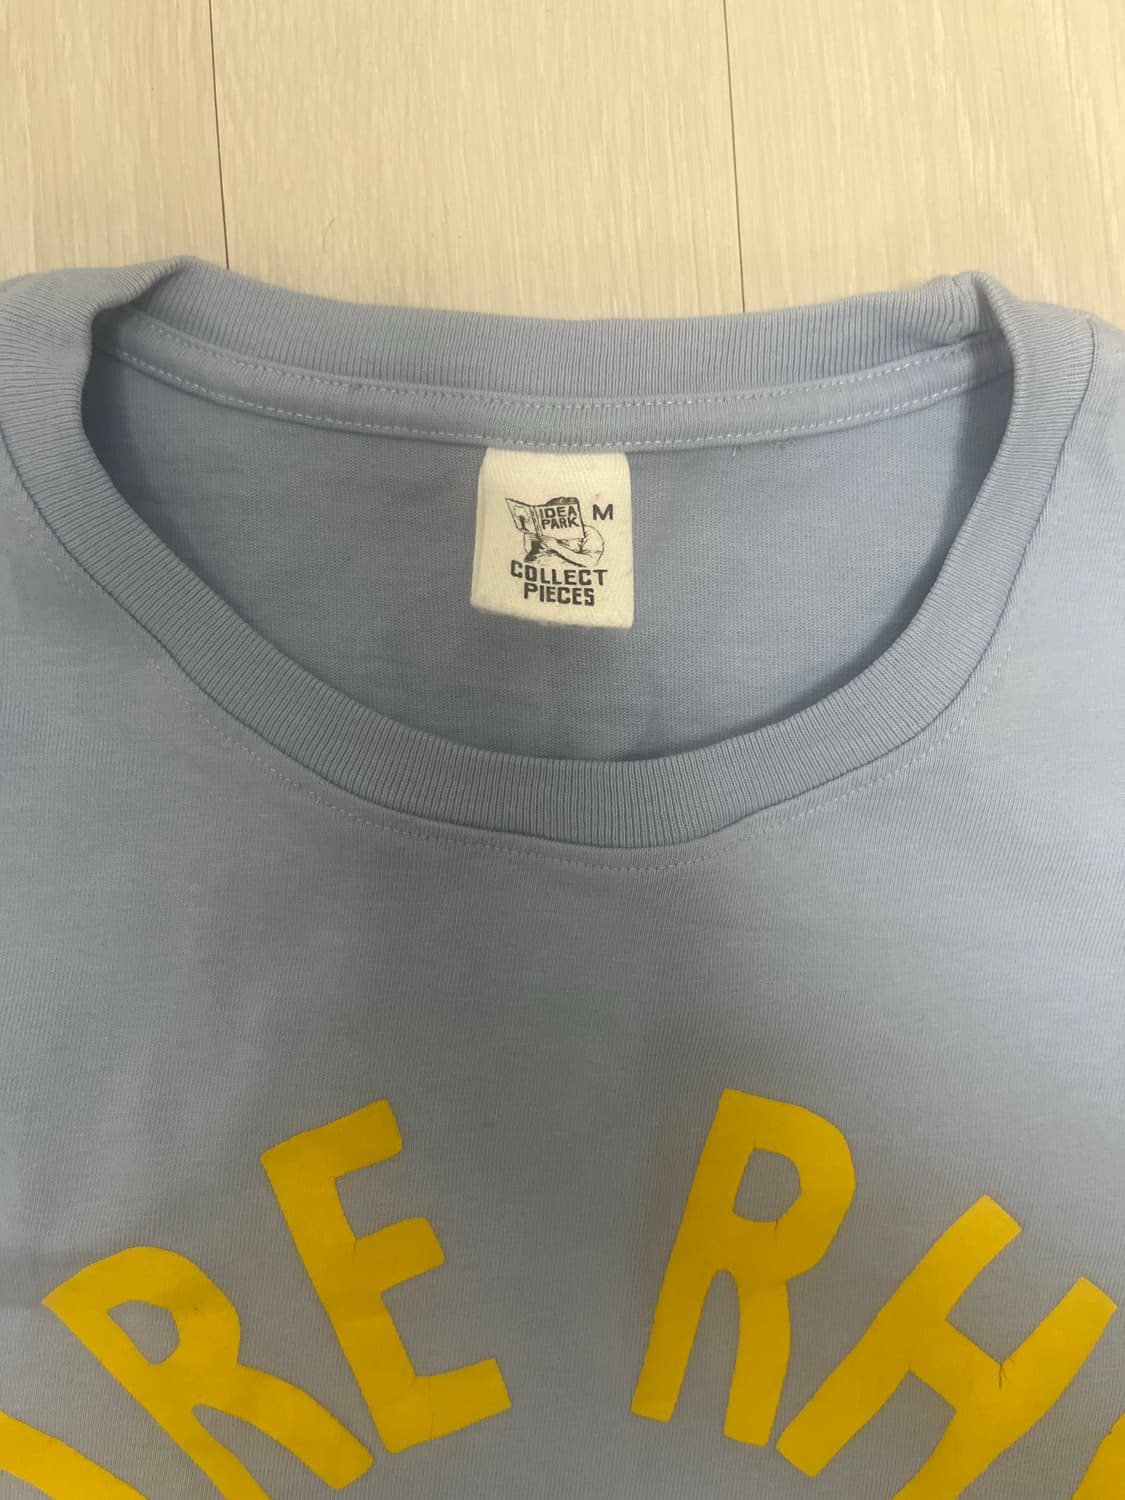 IDEA
PARK
M
COLLECT
PIECES
RE RH